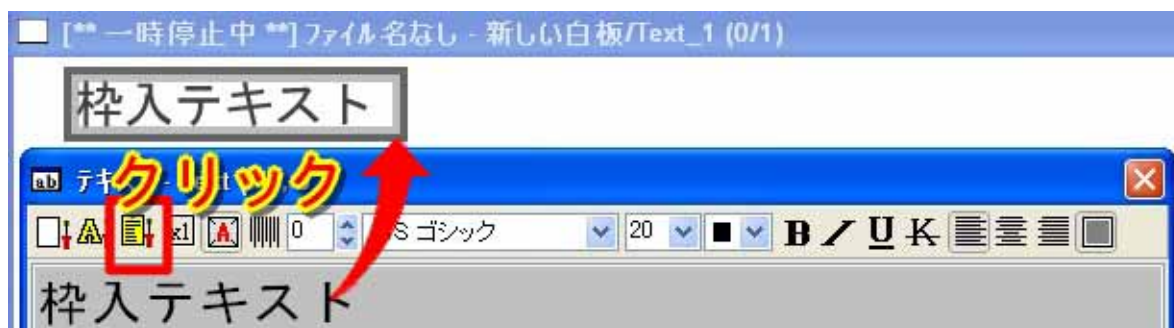 [** 一時停止中 **] ファイル名なし - 新しい白板/Text_1 (0/1)
枠入テキスト
クリック
x1 A 0 ゴシック 20 B I U K
枠入テキスト